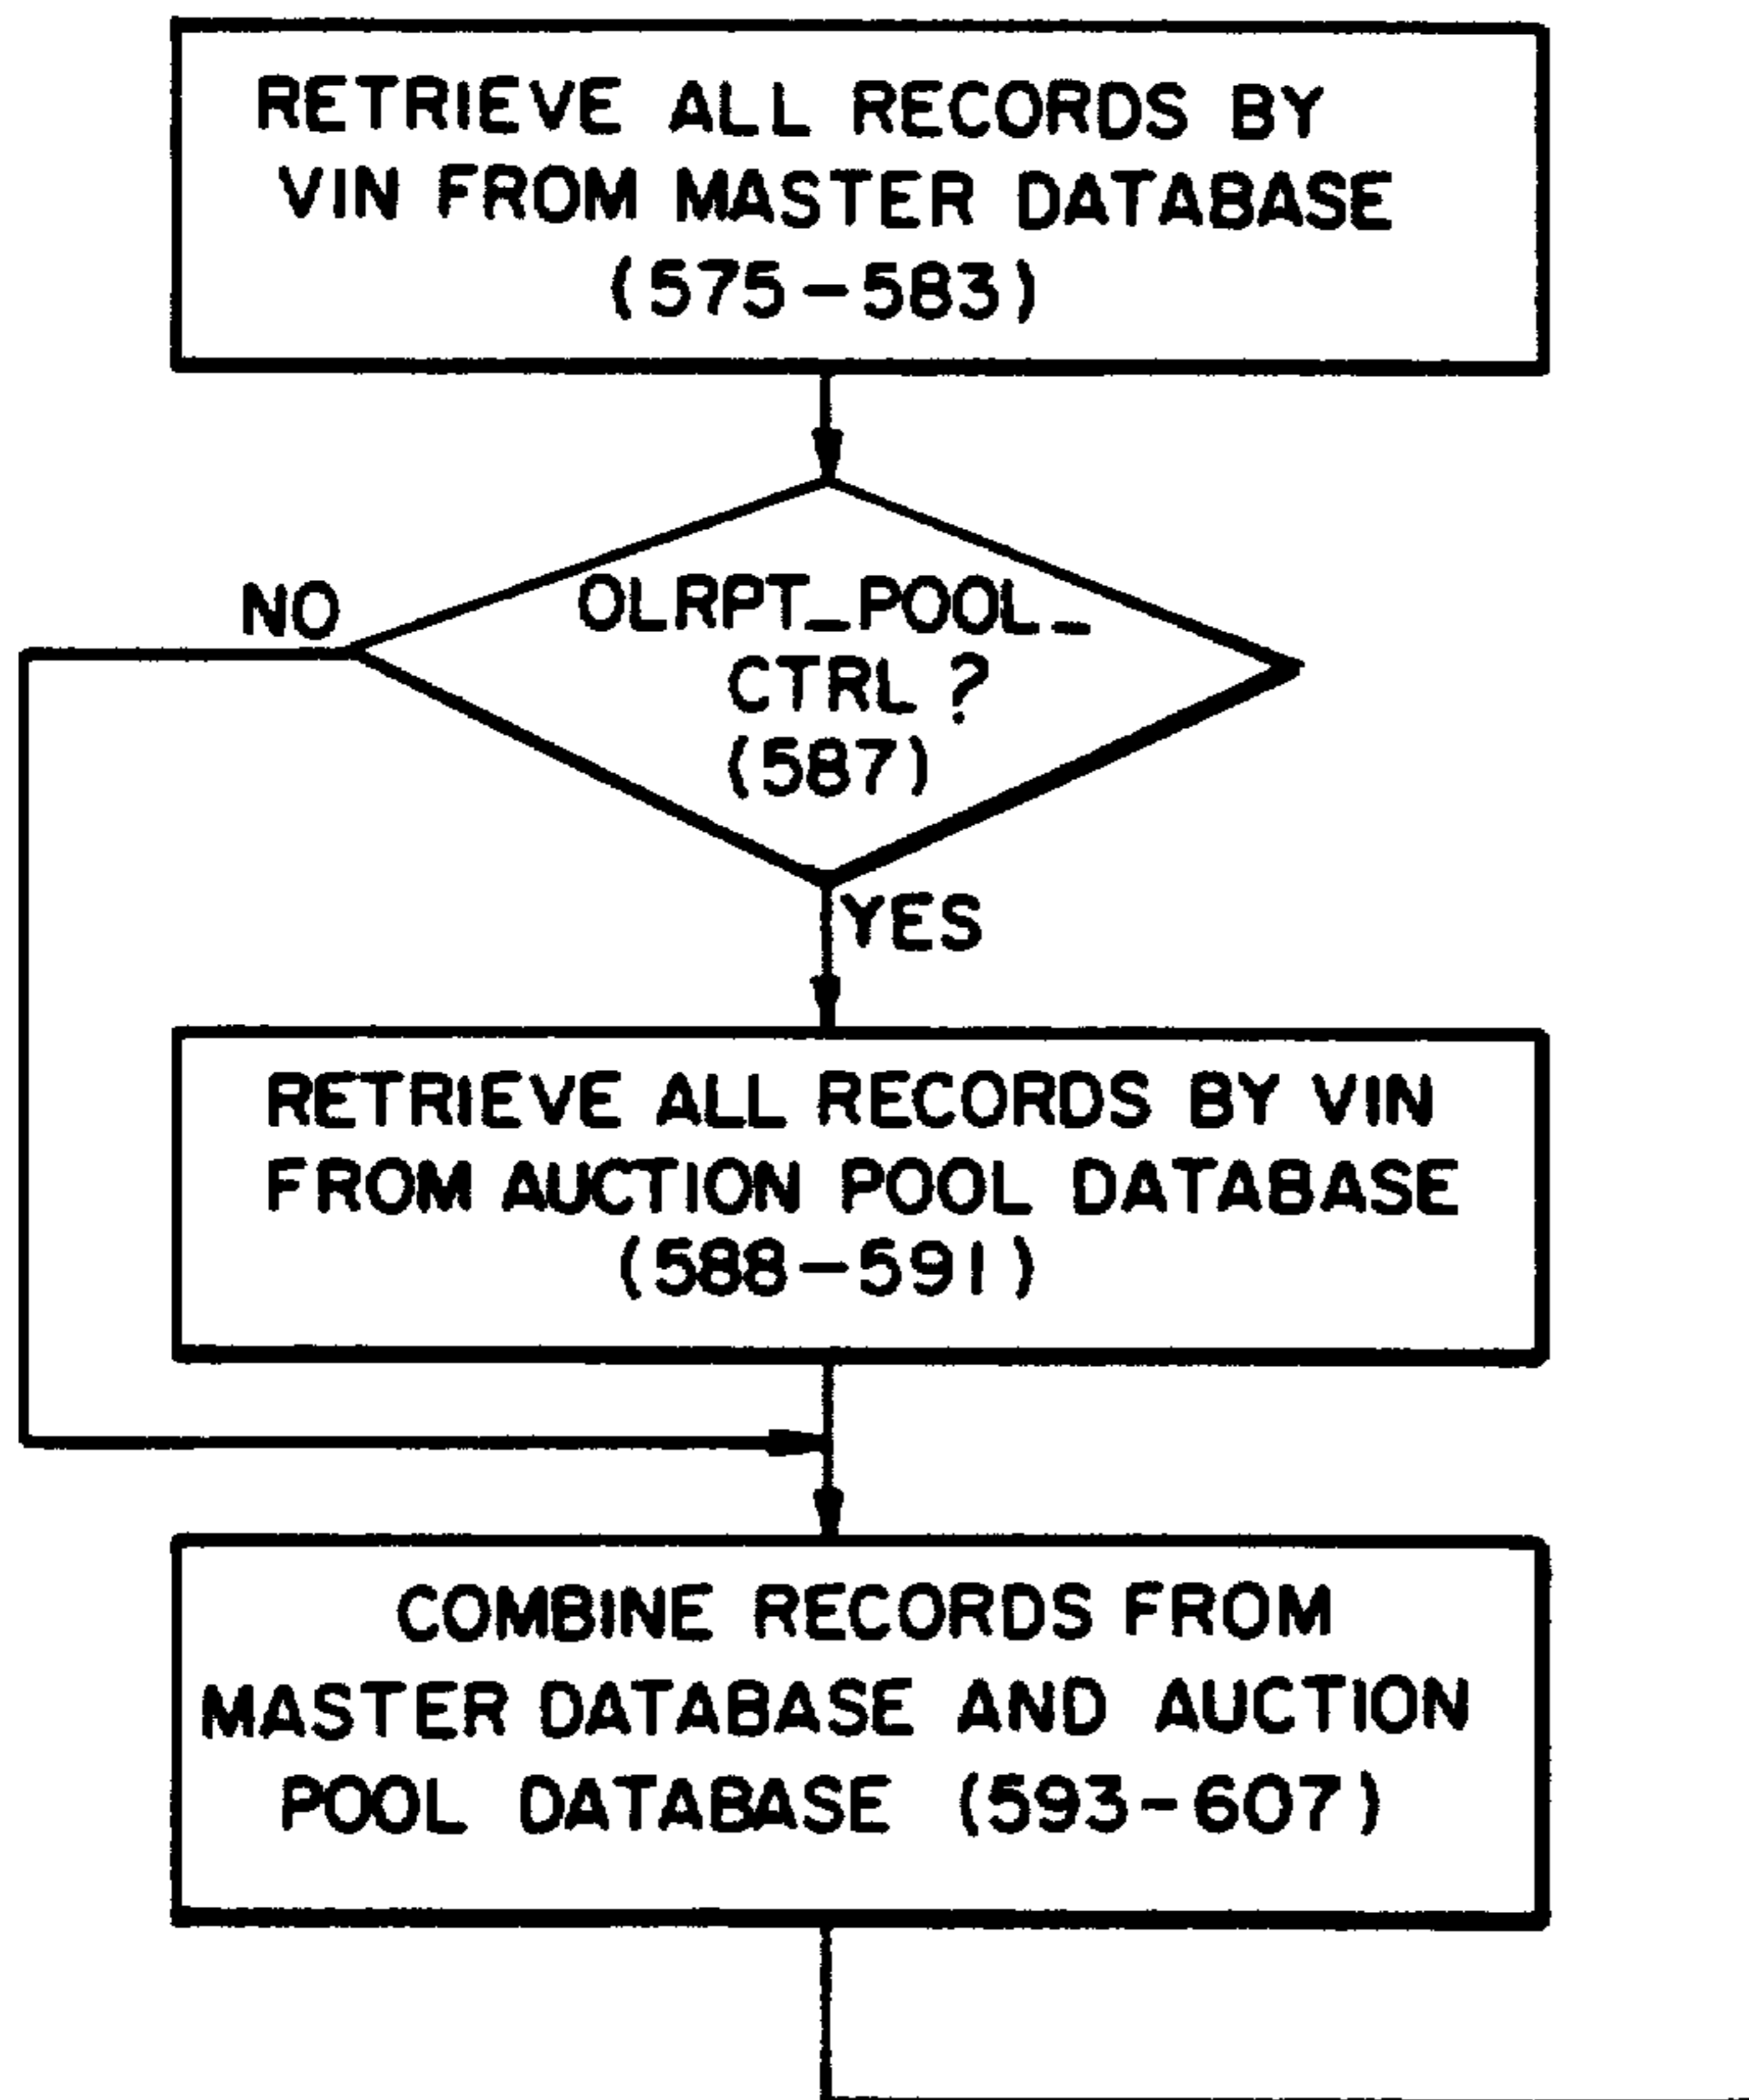 RETRIEVE ALL RECORDS BY
VIN FROM MASTER DATABASE
(575-583)
NO
OLRPT_POOL_
CTRL ?
(587)
YES
RETRIEVE ALL RECORDS BY VIN
FROM AUCTION POOL DATABASE
(588-591)
COMBINE RECORDS FROM
MASTER DATABASE AND AUCTION
POOL DATABASE (593-607)